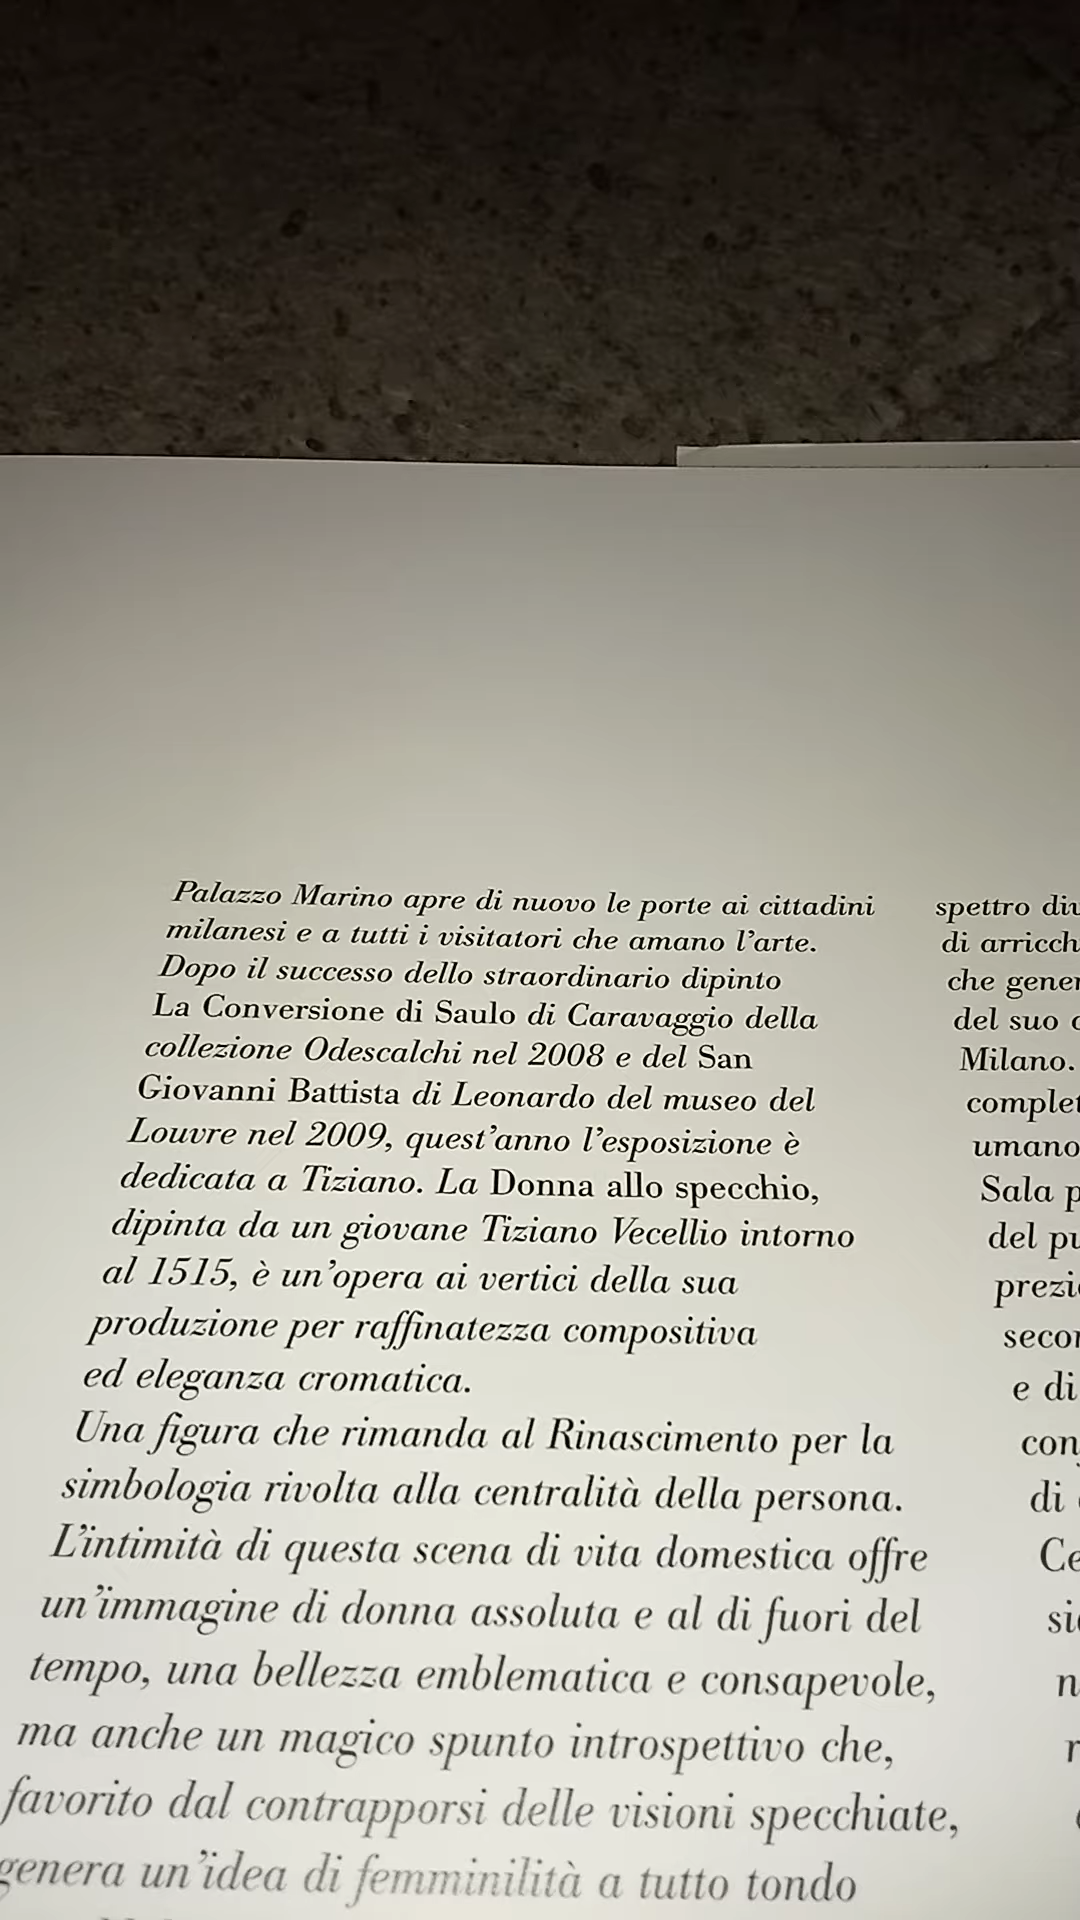 Palazzo Marino apre di nuovo le porte ai cittadini
milanesi e a tutti i visitatori che amano l'arte.
Dopo il successo dello straordinario dipinto
La Conversione di Saulo di Caravaggio della
collezione Odescalchi nel 2008 e del San
Giovanni Battista di Leonardo del museo del
Louvre nel 2009, quest'anno l'esposizione è
dedicata a Tiziano. La Donna allo specchio,
dipinta da un giovane Tiziano Vecellio intorno
al 1515, è un'opera ai vertici della sua
produzione per raffinatezza compositiva
ed eleganza cromatica.
Una figura che rimanda al Rinascimento per la
simbologia rivolta alla centralità della persona.
L'intimità di questa scena di vita domestica offre
un'immagine di donna assoluta e al di fuori del
tempo, una bellezza emblematica e consapevole,
ma anche un magico spunto introspettivo che,
favorito dal contrapporsi delle visioni specchiate,
genera un'idea di femminilità a tutto tondo
spettro
di
che
del suo
Milano.
umano
Sala
del
e di
di